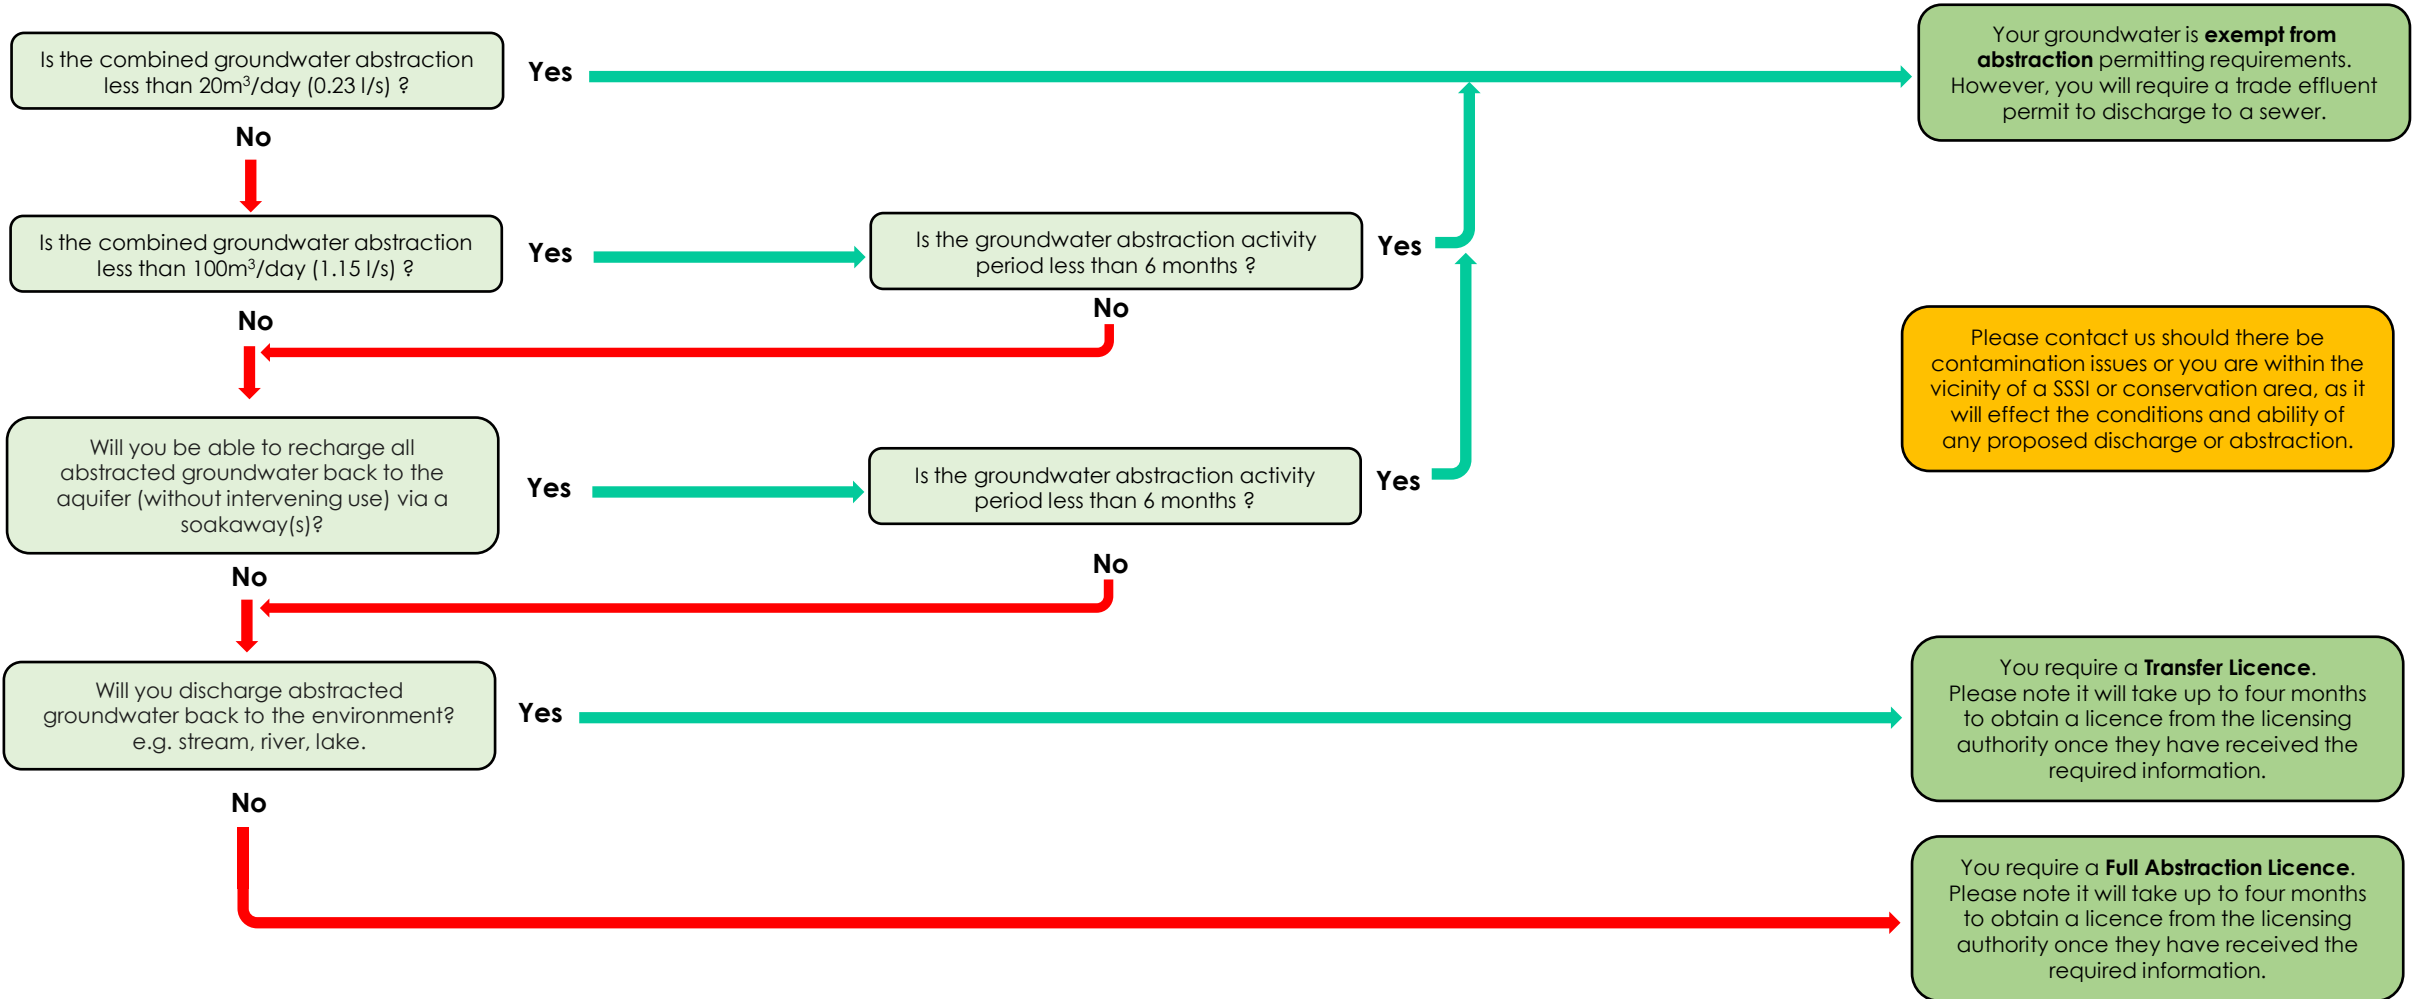 Is the combined groundwater abstraction
less than 20m³/day (0.23 l/s) ?
Yes
Your groundwater is exempt from
abstraction permitting requirements.
However, you will require a trade effluent
permit to discharge to a sewer.
No
Is the combined groundwater abstraction
less than 100m³/day (1.15 l/s) ?
Yes
Is the groundwater abstraction activity
period less than 6 months ?
Yes
No
No
Please contact us should there be
contamination issues or you are within the
vicinity of a SSSI or conservation area, as it
will effect the conditions and ability of
any proposed discharge or abstraction.
Will you be able to recharge all
abstracted groundwater back to the
aquifer (without intervening use) via a
soakaway(s)?
Yes
Is the groundwater abstraction activity
period less than 6 months ?
Yes
No
No
Will you discharge abstracted
groundwater back to the environment?
e.g. stream, river, lake.
Yes
You require a Transfer Licence.
Please note it will take up to four months
to obtain a licence from the licensing
authority once they have received the
required information.
No
You require a Full Abstraction Licence.
Please note it will take up to four months
to obtain a licence from the licensing
authority once they have received the
required information.